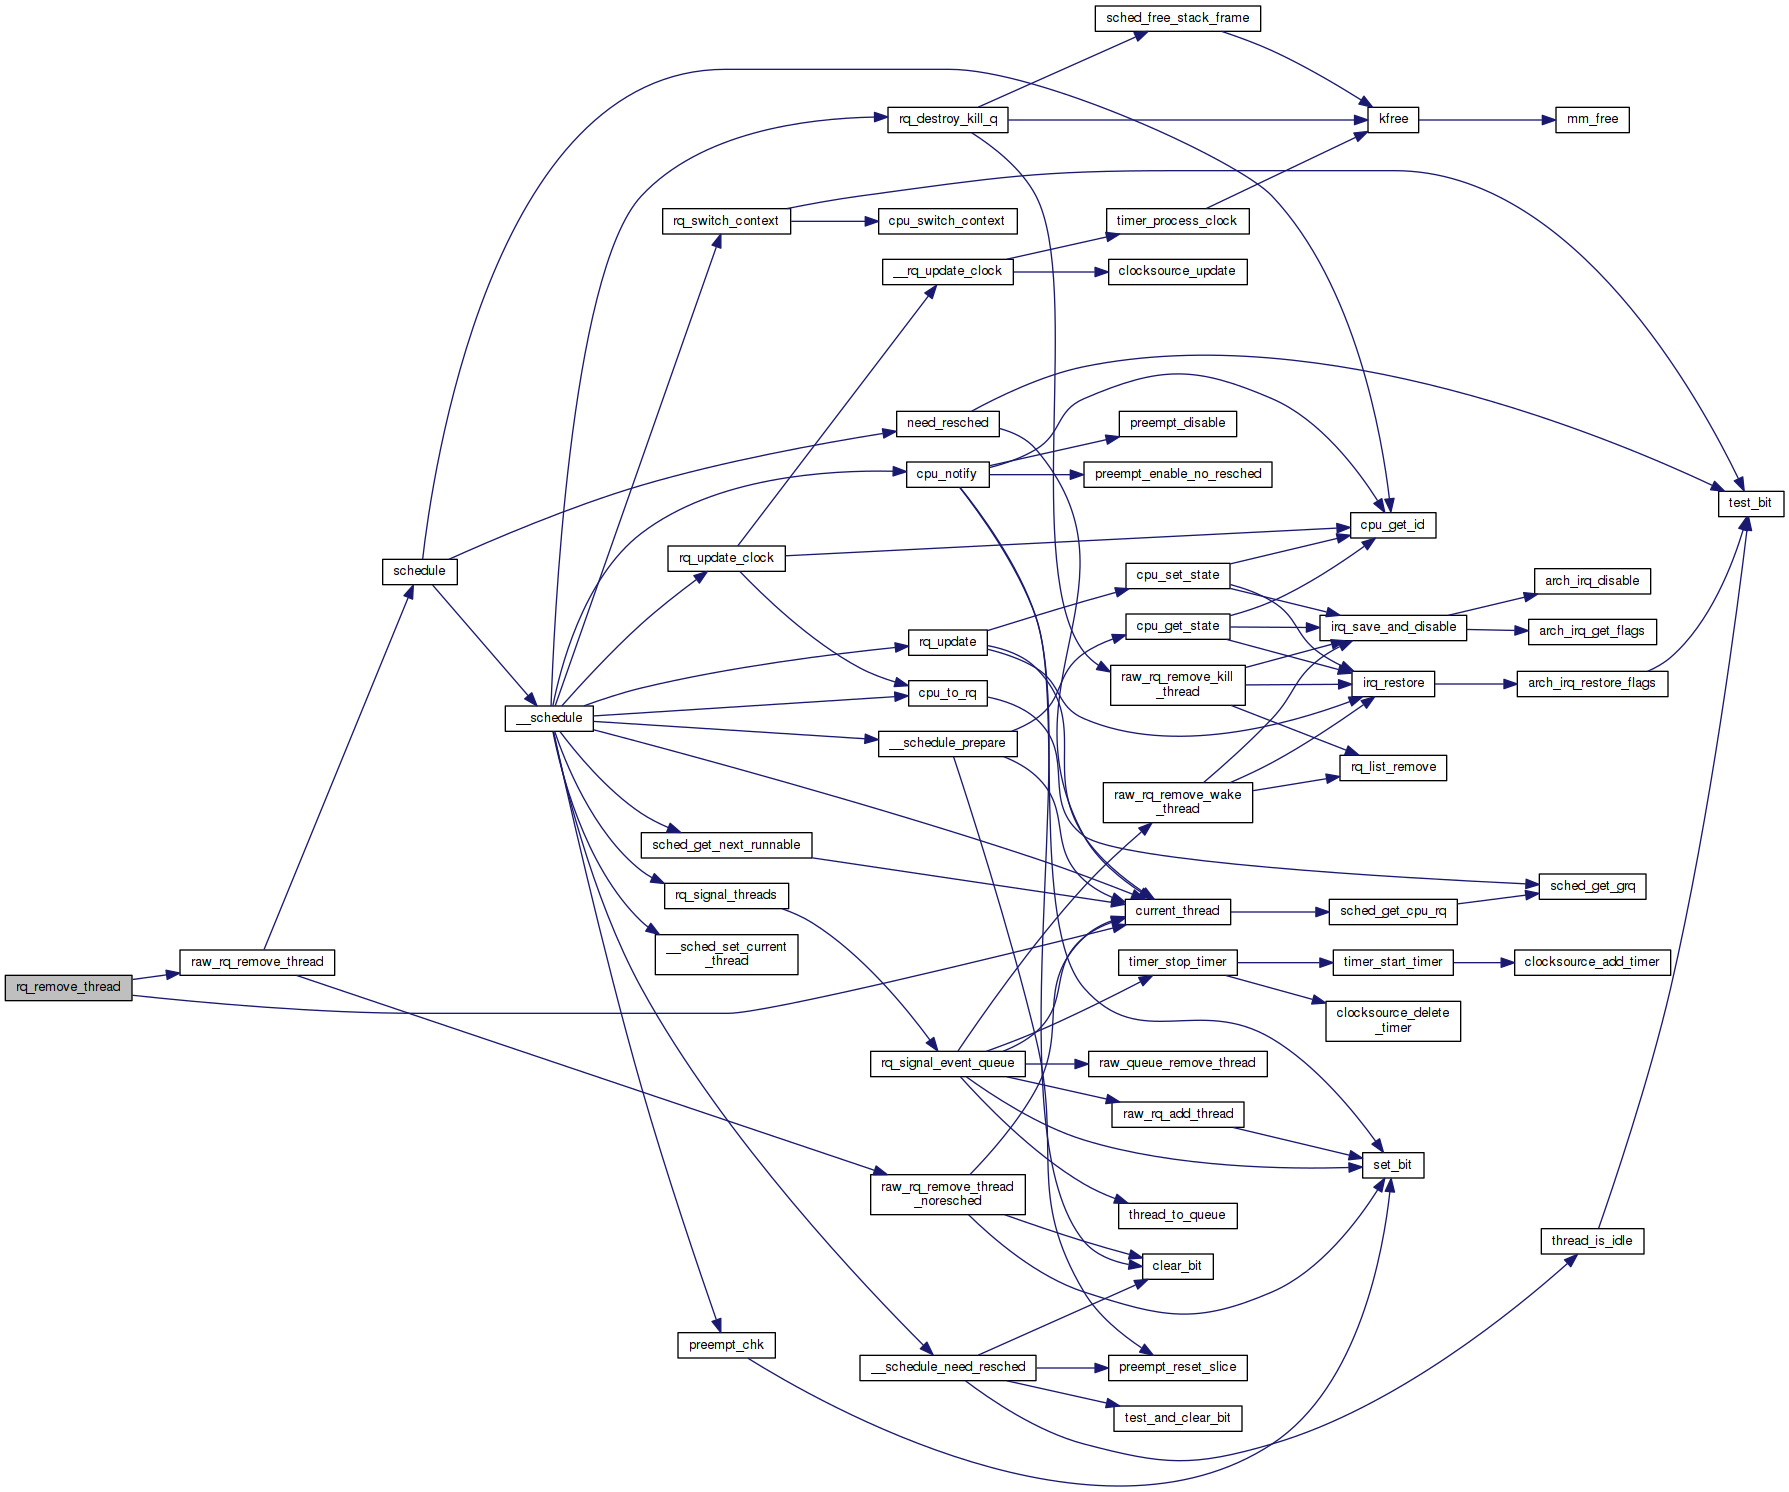 sched_free_stack_frame
rq_destroy_kill_q
kfree
mm_free
rq_switch_context
cpu_switch_context
timer_process_clock
__rq_update_clock
clocksource_update
need_resched
preempt_disable
cpu_notify
preempt_enable_no_resched
test_bit
cpu_get_id
rq_update_clock
schedule
cpu_set_state
arch_irq_disable
cpu_get_state
irq_save_and_disable
arch_irq_get_flags
rq_update
raw_rq_remove_kill
_thread
irq_restore
arch_irq_restore_flags
cpu_to_rq
__schedule
__schedule_prepare
rq_list_remove
raw_rq_remove_wake
_thread
sched_get_next_runnable
rq_signal_threads
sched_get_grq
current_thread
sched_get_cpu_rq
__sched_set_current
_thread
raw_rq_remove_thread
timer_stop_timer
timer_start_timer
clocksource_add_timer
rq_remove_thread
clocksource_delete
_timer
rq_signal_event_queue
raw_queue_remove_thread
raw_rq_add_thread
set_bit
raw_rq_remove_thread
_noresched
thread_to_queue
thread_is_idle
clear_bit
preempt_chk
__schedule_need_resched
preempt_reset_slice
test_and_clear_bit